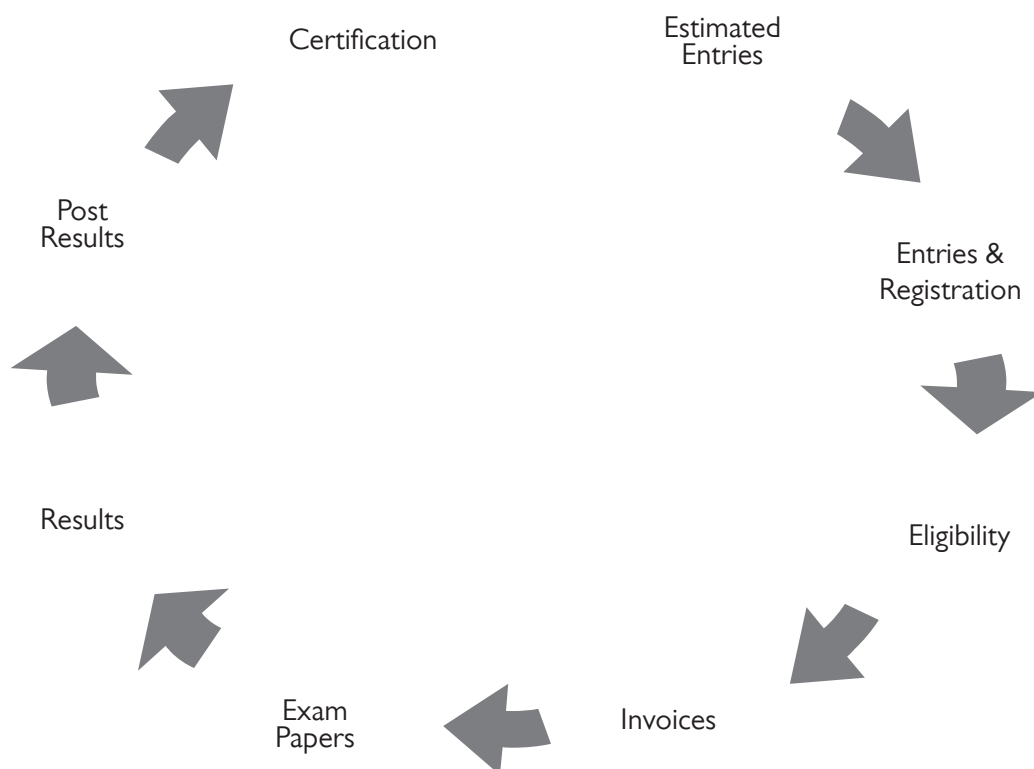 Certification
Estimated
Entries
Post
Results
Entries &
Registration
Results
Eligibility
Exam
Papers
Invoices